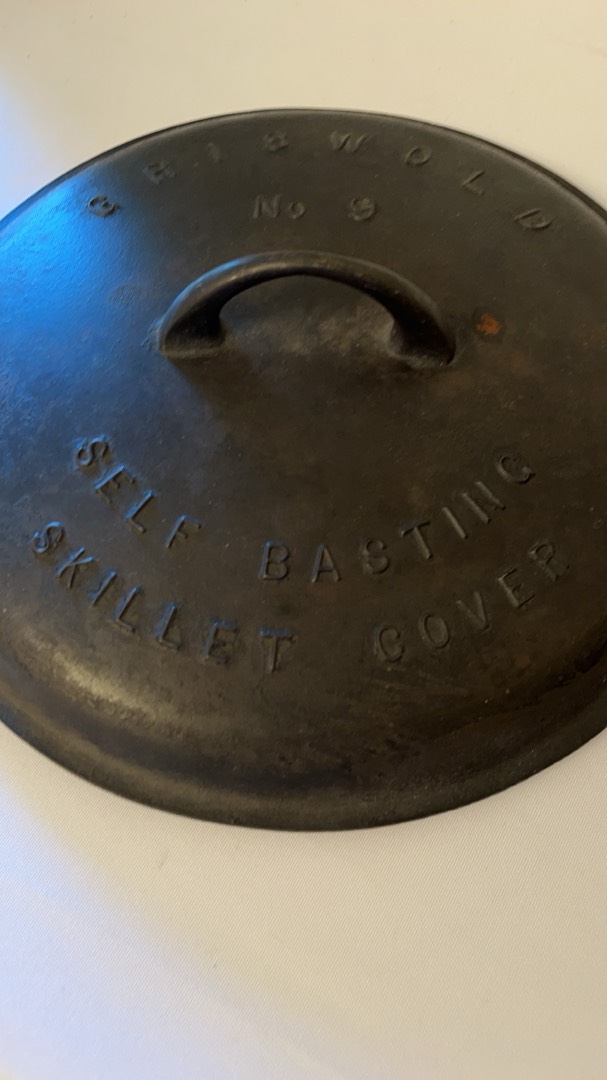 GRISWOLD
No 9
SELF BASTING
SKILLET COVER